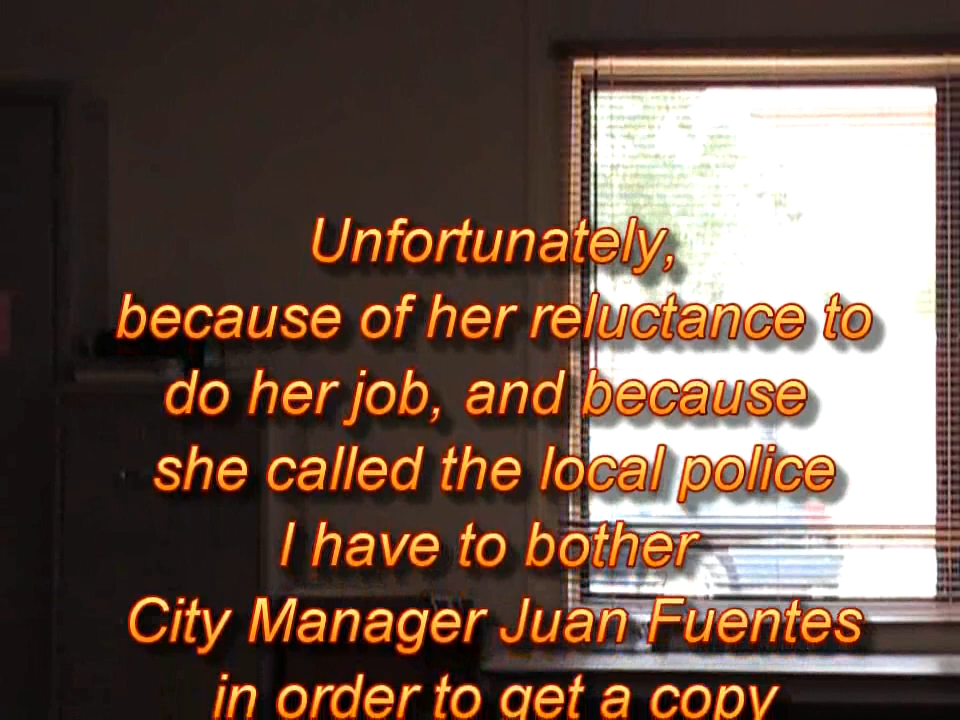 Unfortunately,
because of her reluctance to
do her job, and because
she called the local police
I have to bother
City Manager Juan Fuentes
in order to get a copy